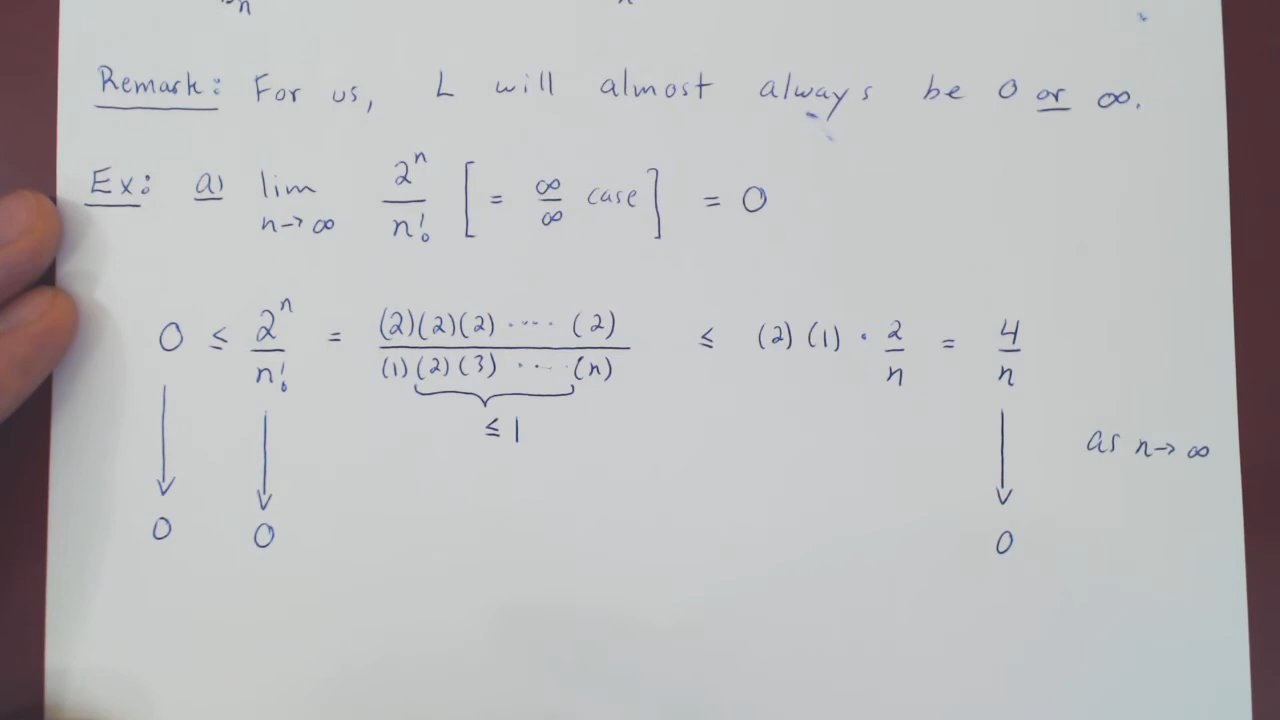 n n
Remark: For us, L will almost always be 0 or ∞.
Ex: a) lim n→∞ 2^n / n! [ = ∞/∞ case ] = 0
0 ≤ 2^n / n! = (2)(2)(2) ····· (2) / (1)(2)(3) ····· (n) ≤ (2)(1) · 2/n = 4/n
≤ 1
as n→∞
0 0 0